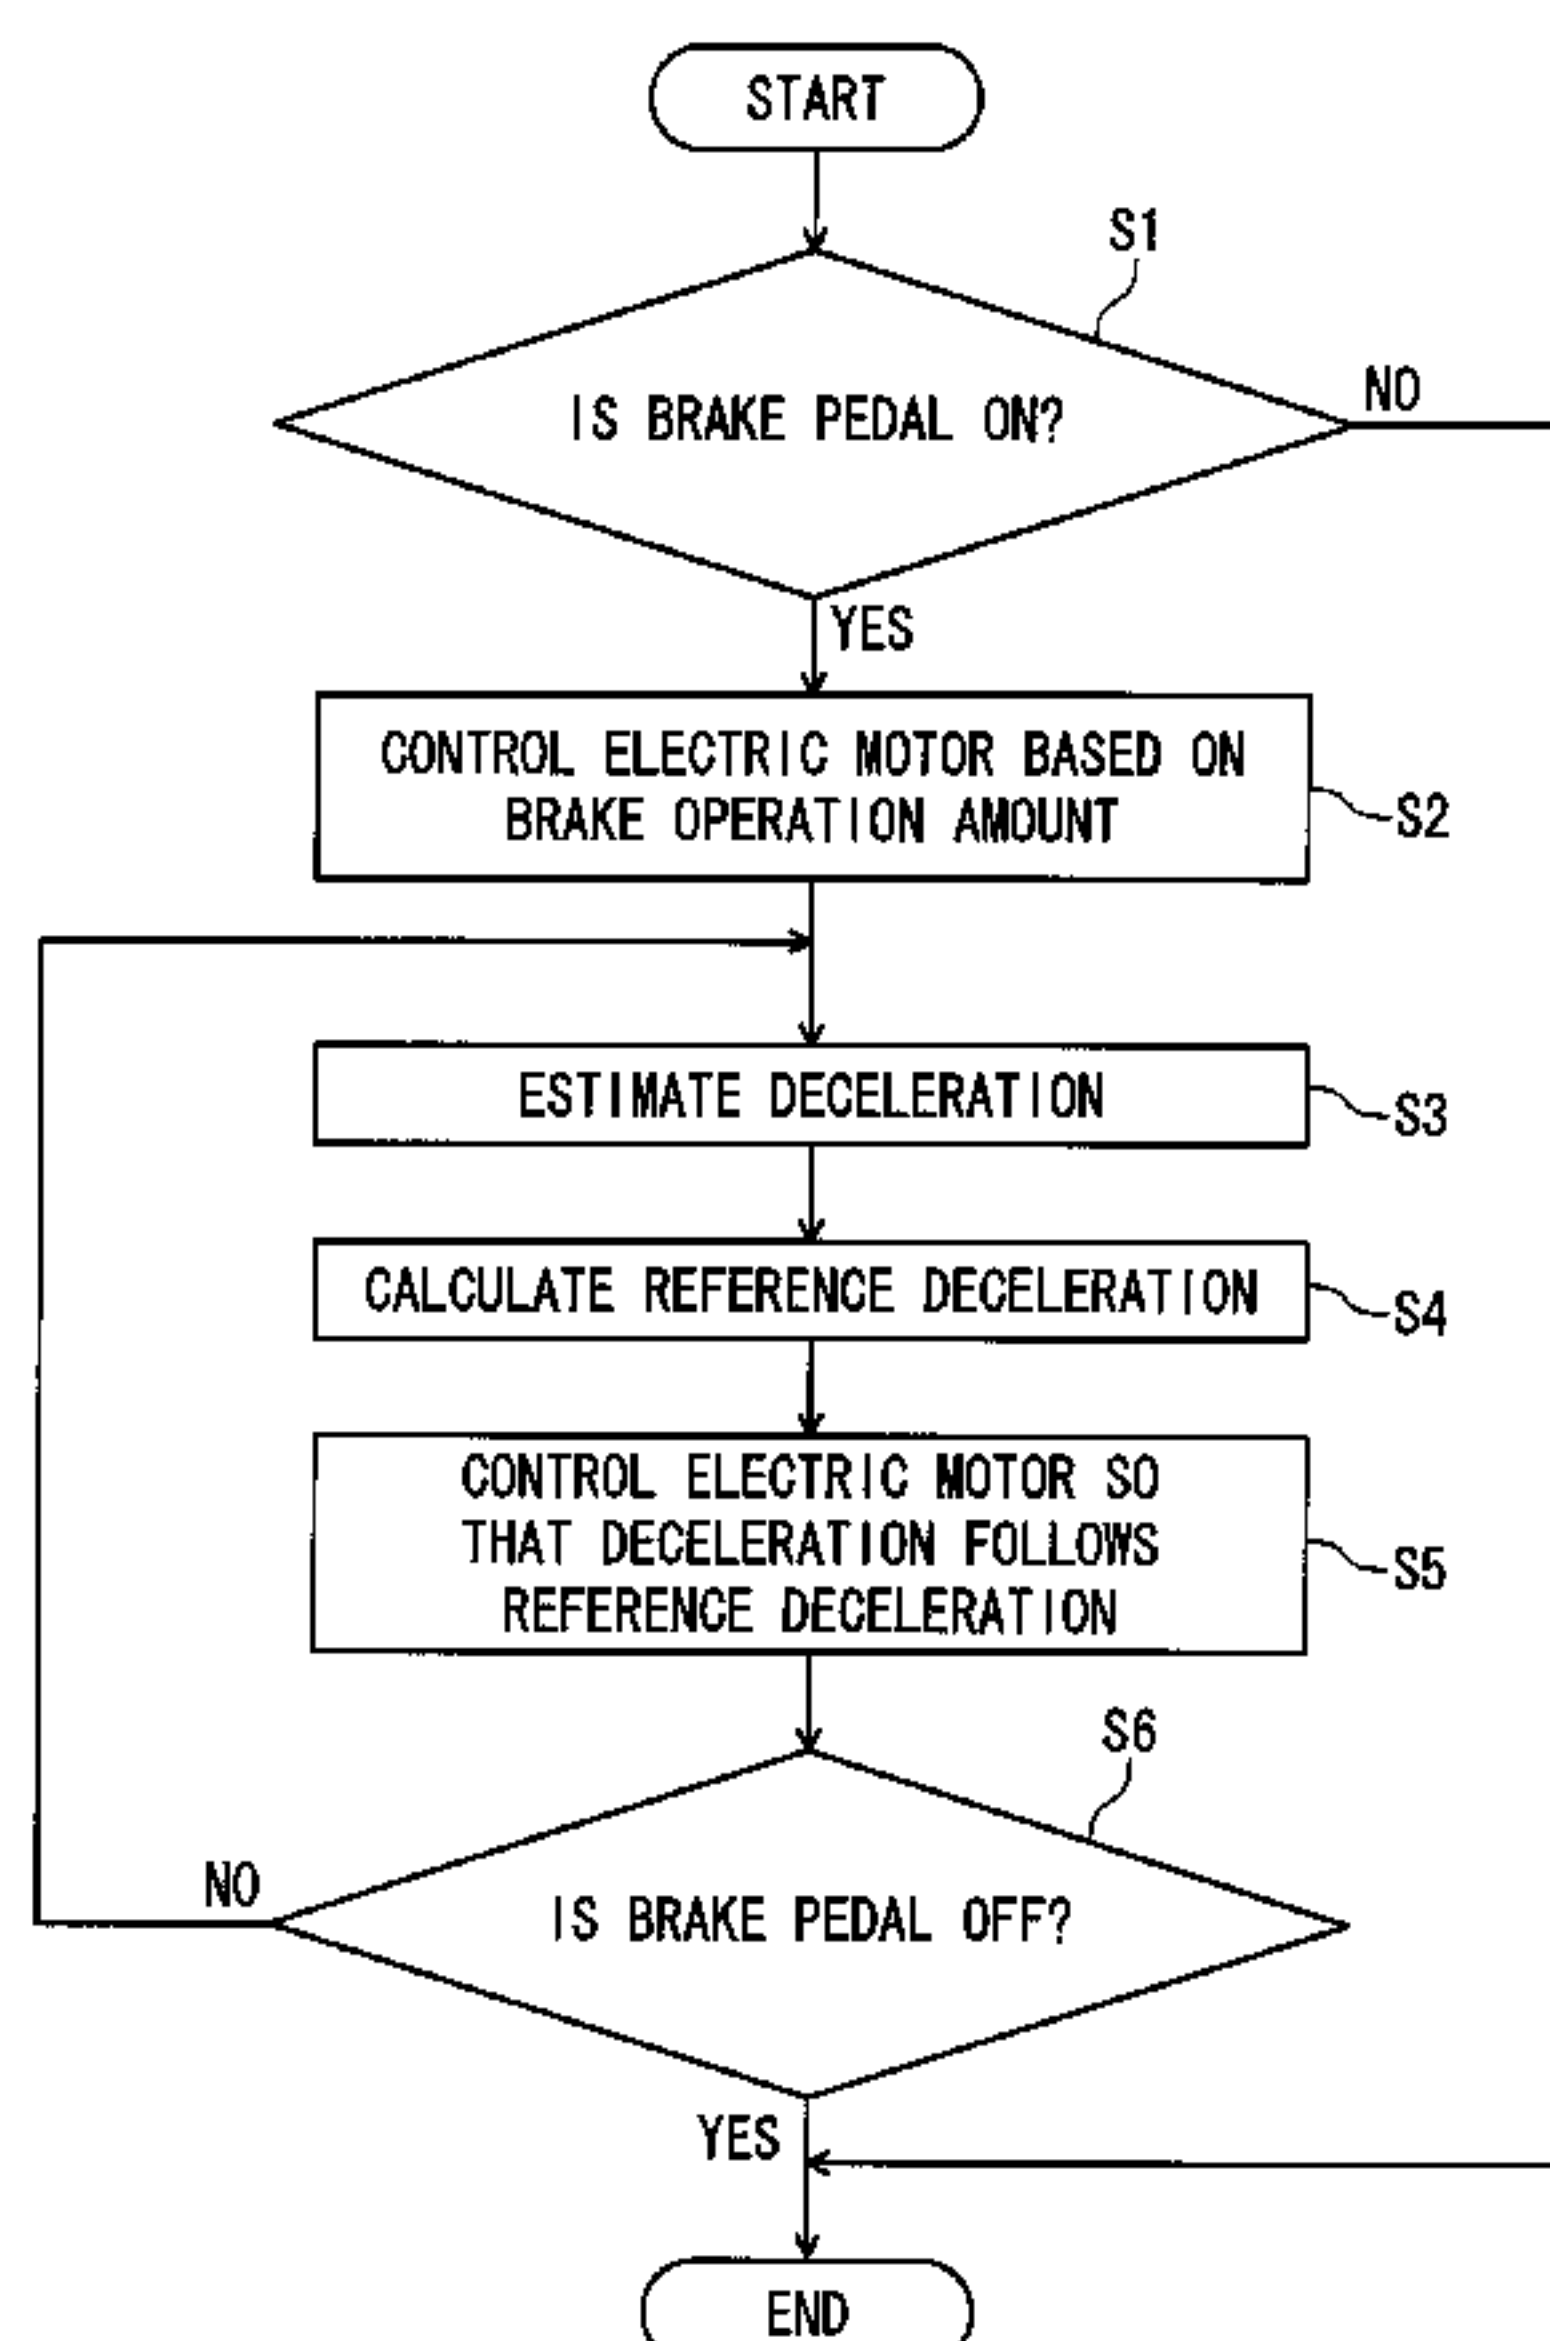 START
S1
IS BRAKE PEDAL ON?
NO
YES
CONTROL ELECTRIC MOTOR BASED ON
BRAKE OPERATION AMOUNT
S2
ESTIMATE DECELERATION
S3
CALCULATE REFERENCE DECELERATION
S4
CONTROL ELECTRIC MOTOR SO
THAT DECELERATION FOLLOWS
REFERENCE DECELERATION
S5
S6
NO
IS BRAKE PEDAL OFF?
YES
END